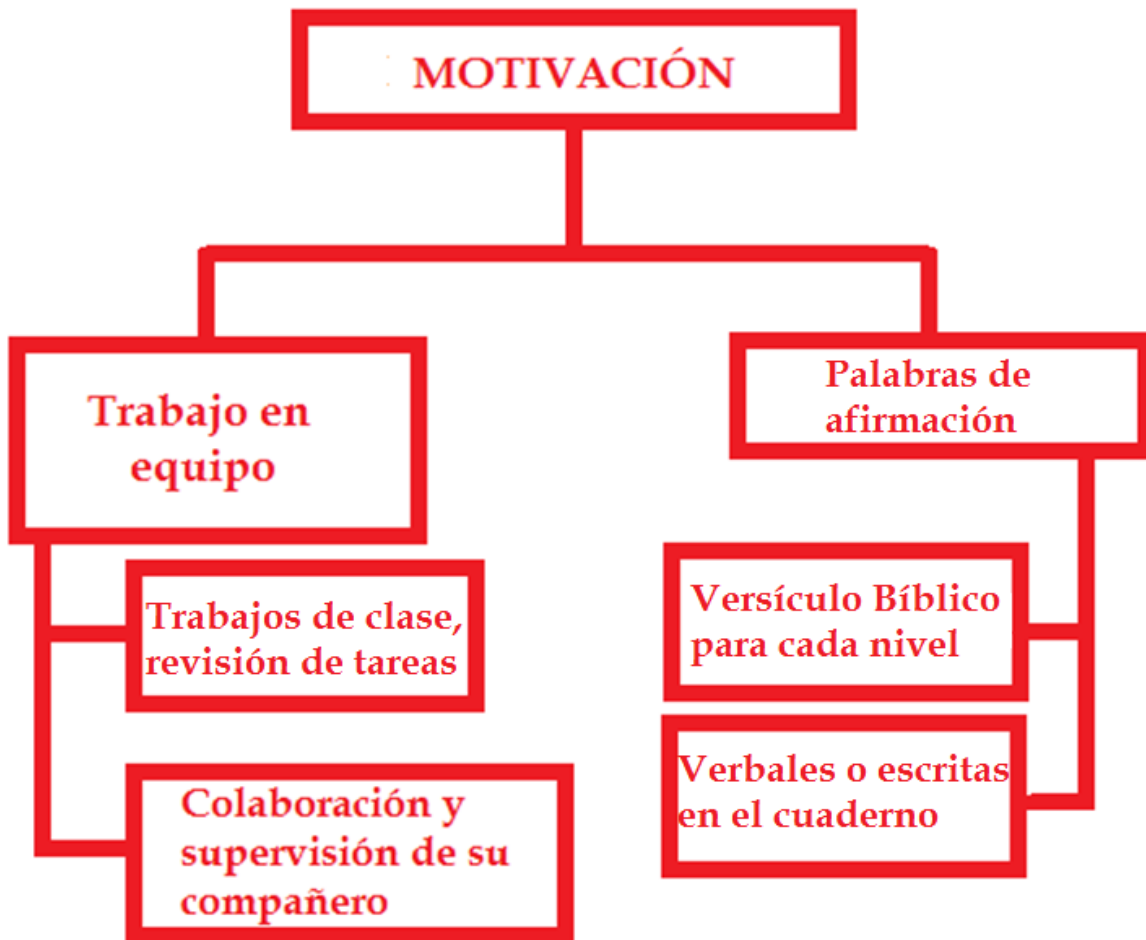 MOTIVACIÓN
Trabajo en
equipo
Trabajos de clase,
revisión de tareas
Colaboración y
supervisión de su
compañero
Palabras de
afirmación
Versículo Bíblico
para cada nivel
Verbales o escritas
en el cuaderno